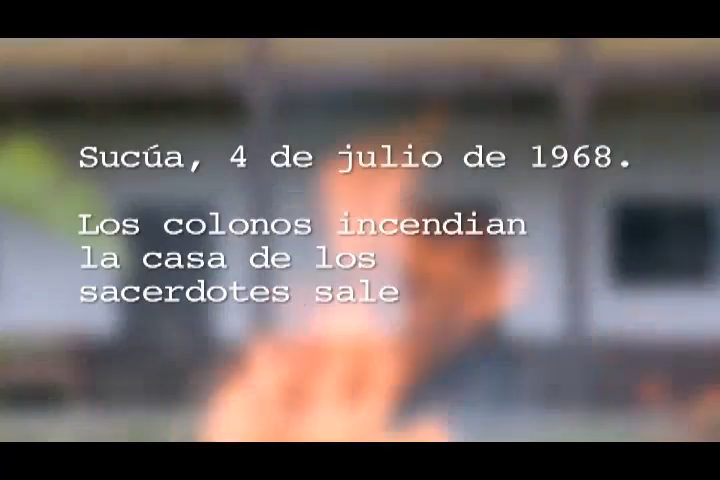 Sucúa, 4 de julio de 1968.
Los colonos incendian
la casa de los
sacerdotes sale